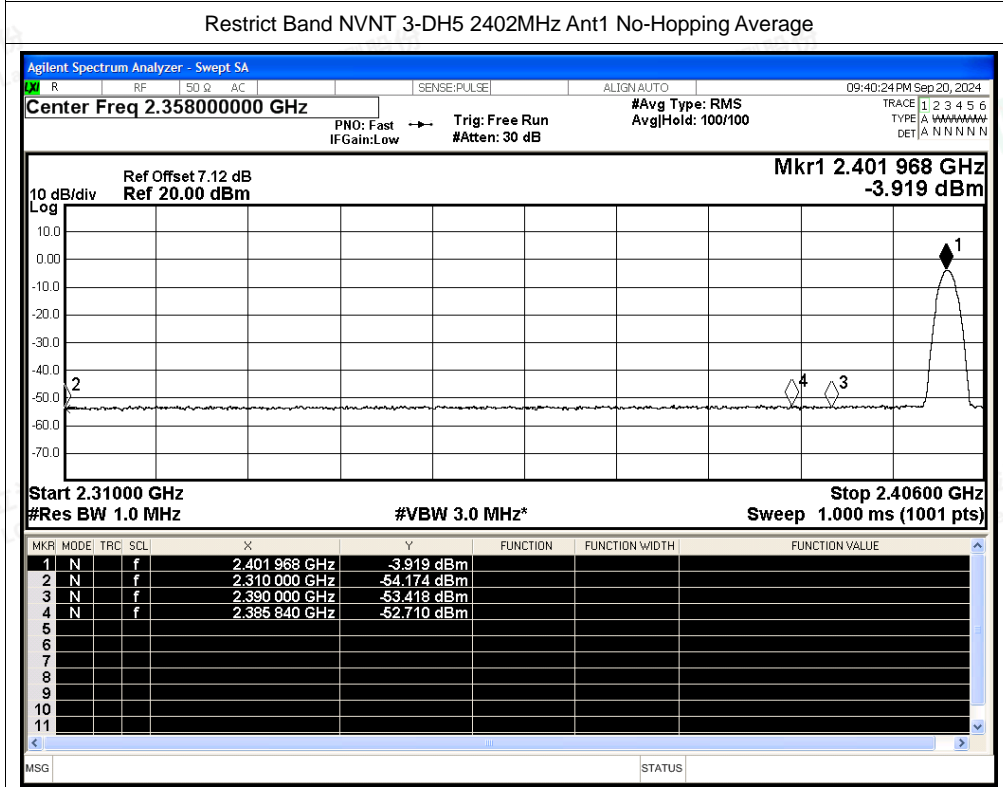 Restrict Band NVNT 3-DH5 2402MHz Ant1 No-Hopping Average
Agilent Spectrum Analyzer - Swept SA
LXI R RF 50 Ω AC SENSE:PULSE ALIGN AUTO 09:40:24 PM Sep 20, 2024
Center Freq 2.358000000 GHz #Avg Type: RMS TRACE 1 2 3 4 5 6
PNO: Fast Trig: Free Run Avg|Hold: 100/100 TYPE A WWWWW
IFGain:Low #Atten: 30 dB DET A N N N N N
Mkr1 2.401 968 GHz
Ref Offset 7.12 dB
10 dB/div Ref 20.00 dBm -3.919 dBm
Log
10.0
1
0.00
-10.0
-20.0
-30.0
-40.0
2 4 3
-50.0
-60.0
-70.0
Start 2.31000 GHz Stop 2.40600 GHz
#Res BW 1.0 MHz #VBW 3.0 MHz* Sweep 1.000 ms (1001 pts)
MKR MODE TRC SCL X Y FUNCTION FUNCTION WIDTH FUNCTION VALUE
1 N f 2.401 968 GHz -3.919 dBm
2 N f 2.310 000 GHz -54.174 dBm
3 N f 2.390 000 GHz -53.418 dBm
4 N f 2.385 840 GHz -52.710 dBm
5
6
7
8
9
10
11
MSG STATUS